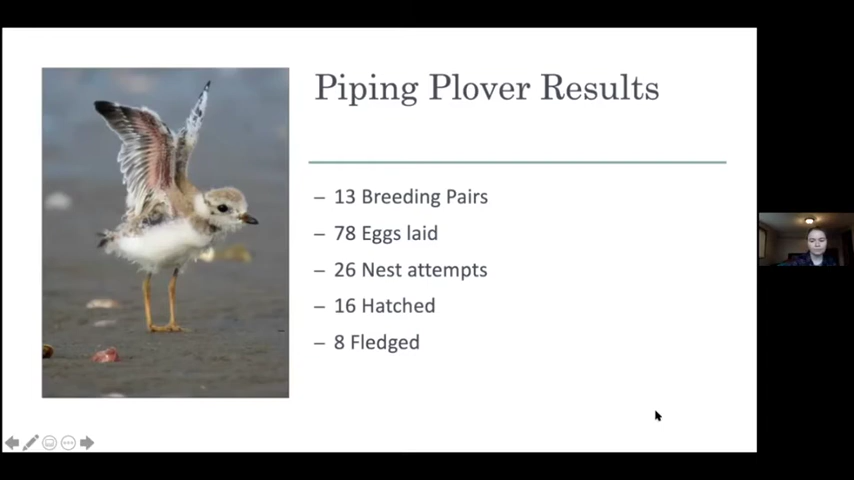 Piping Plover Results
– 13 Breeding Pairs
– 78 Eggs laid
– 26 Nest attempts
– 16 Hatched
– 8 Fledged